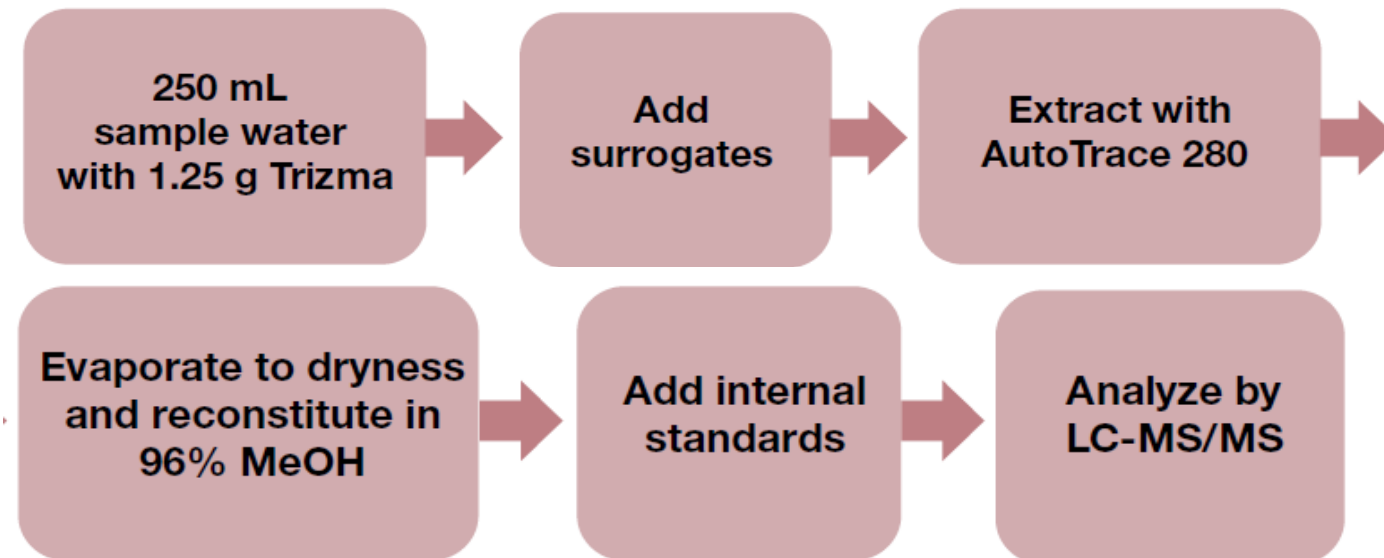 250 mL
sample water
with 1.25 g Trizma
Add
surrogates
Extract with
AutoTrace 280
Evaporate to dryness
and reconstitute in
96% MeOH
Add internal
standards
Analyze by
LC-MS/MS